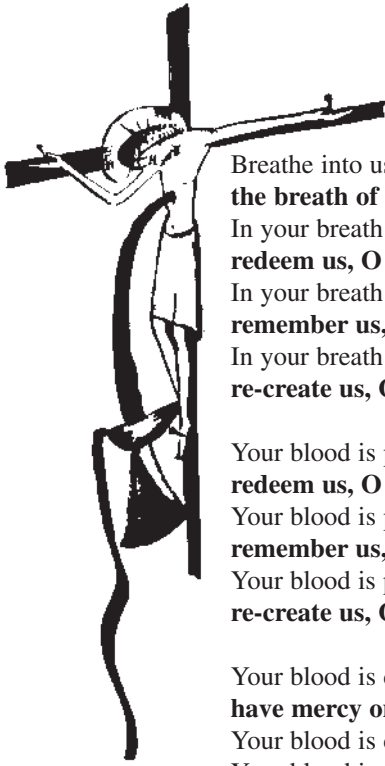 Breathe into us
the breath of
In your breath
redeem us, O
In your breath
remember us,
In your breath
re-create us,
Your blood is
redeem us, O
Your blood is
remember us,
Your blood is
re-create us,
Your blood is
have mercy
Your blood is